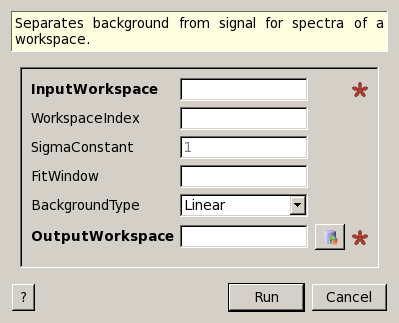 Separates background from signal for spectra of a
workspace.
InputWorkspace *
WorkspaceIndex
SigmaConstant 1
FitWindow
BackgroundType Linear
OutputWorkspace *
? Run Cancel